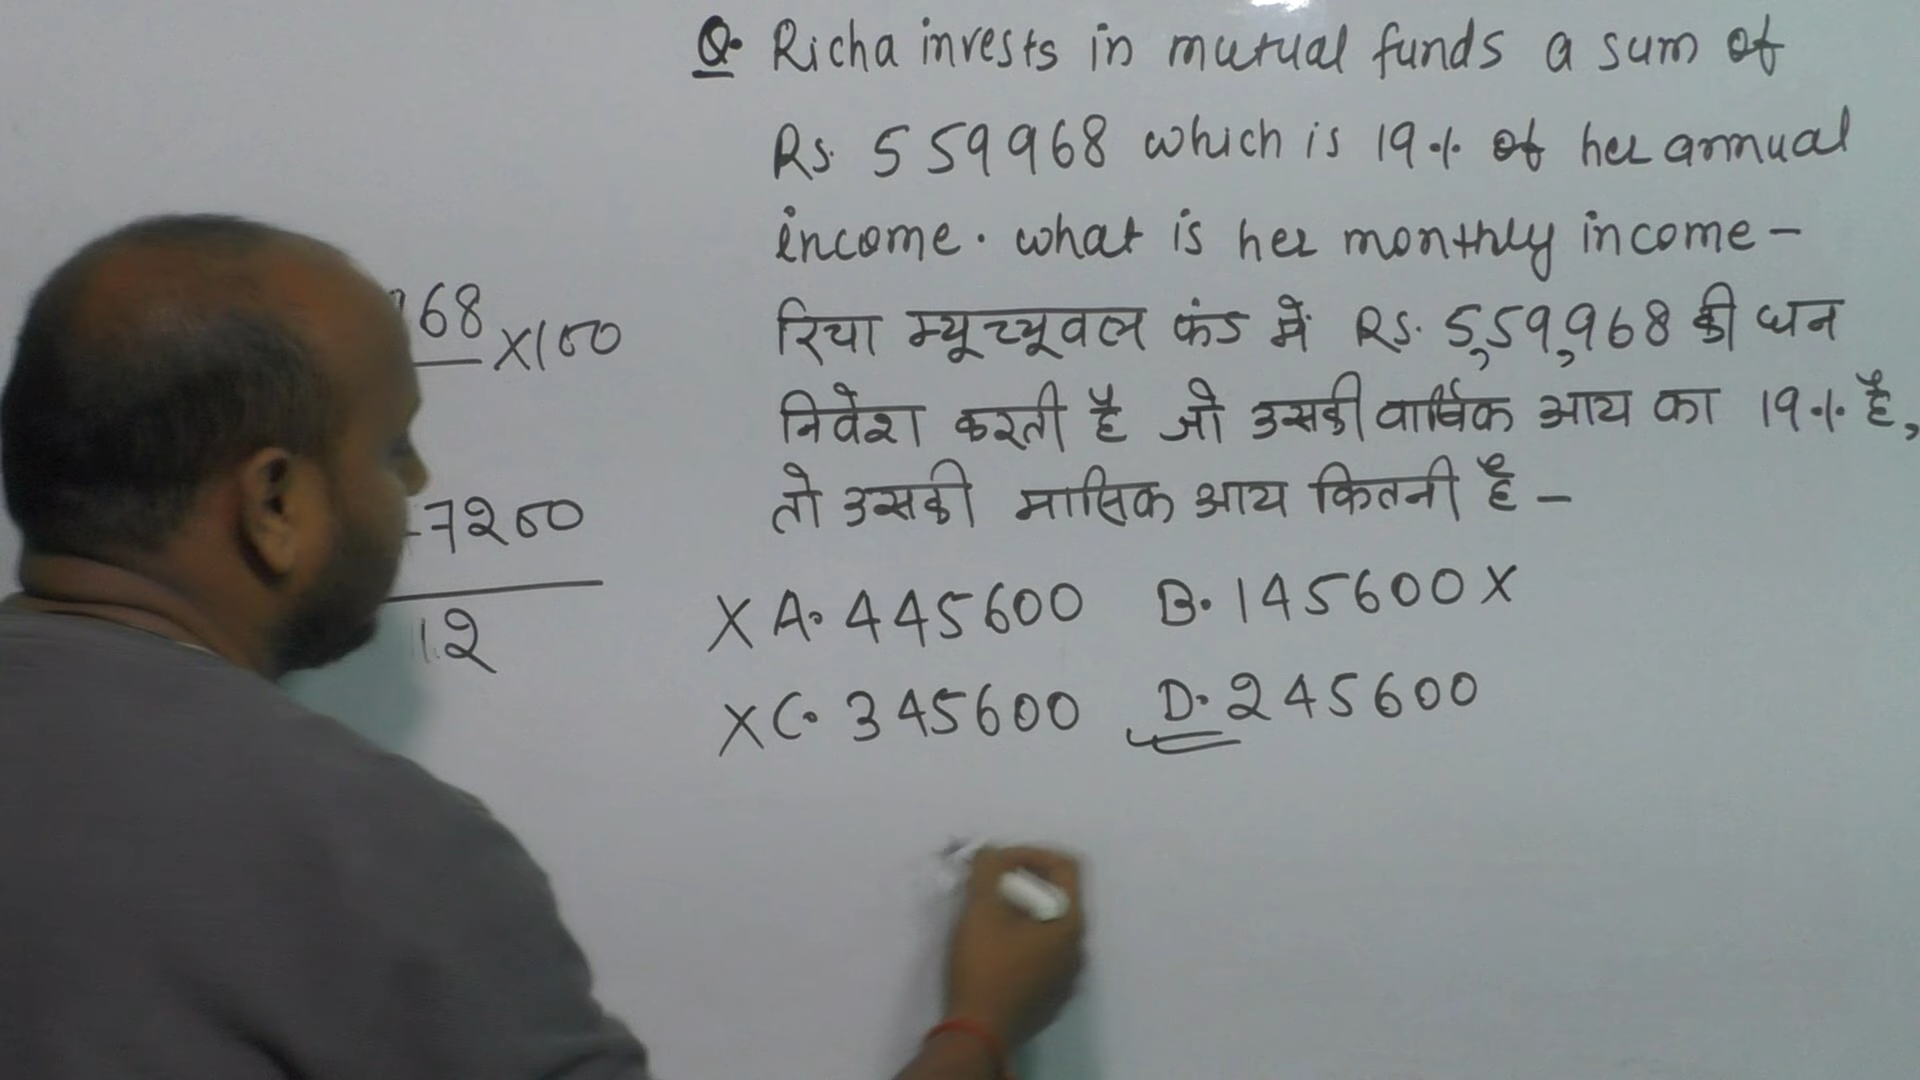 Q. Richa invests in mutual funds a sum of
Rs. 559968 which is 19% of her annual
income. what is her monthly income -
रिचा म्यूच्यूवल फंड में RS. 5,59,968 की धन
निवेश करती है जो उसकी वार्षिक आय का 19% है,
तो उसकी मासिक आय कितनी है -
X A. 445600 B. 145600 X
X C. 345600 D. 245600
68 X100
7200
12